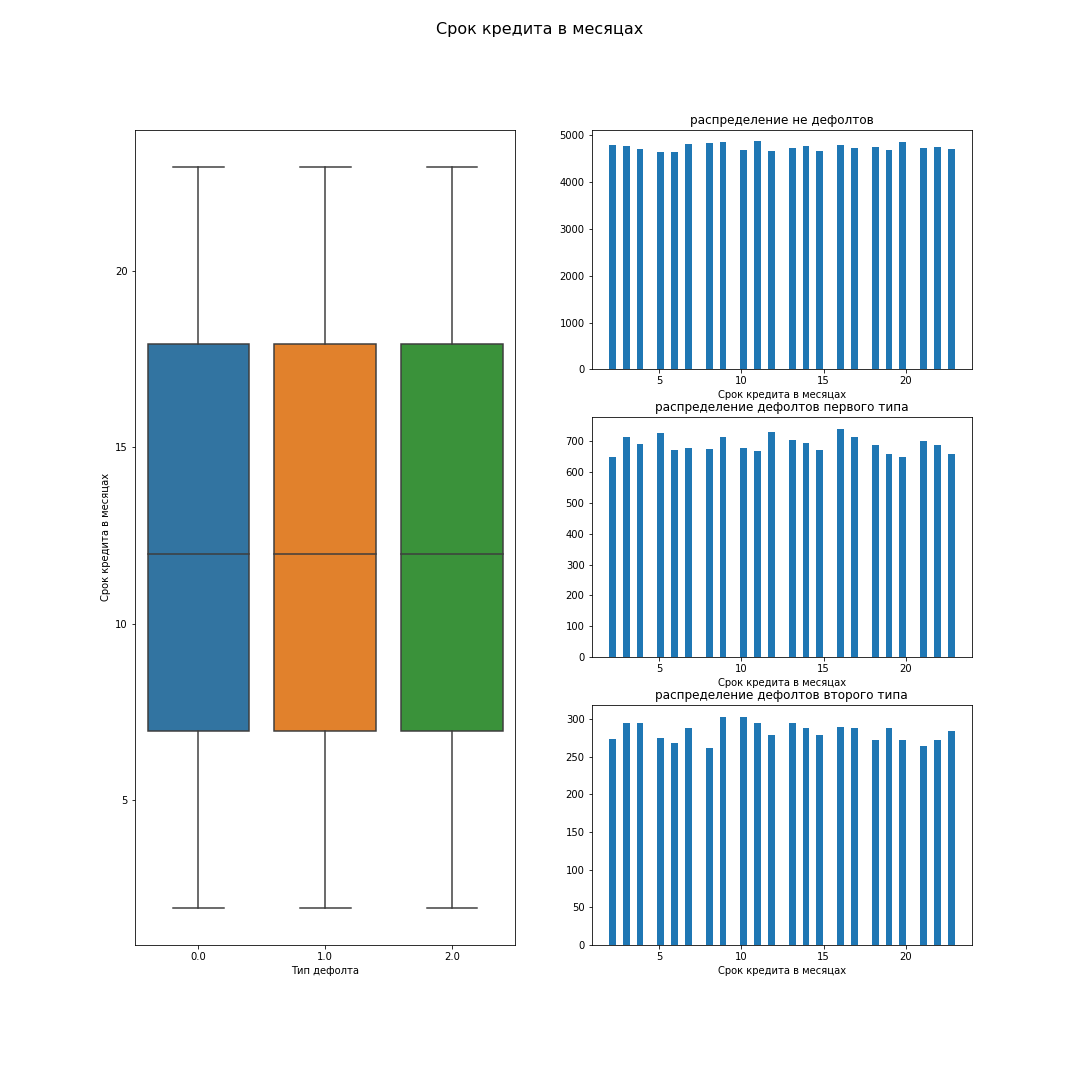 Срок кредита в месяцах
Срок кредита в месяцах
20
15
10
5
0.0 1.0 2.0
Тип дефолта
распределение не дефолтов
5000
4000
3000
2000
1000
0
5 10 15 20
Срок кредита в месяцах
распределение дефолтов первого типа
700
600
500
400
300
200
100
0
5 10 15 20
Срок кредита в месяцах
распределение дефолтов второго типа
300
250
200
150
100
50
0
5 10 15 20
Срок кредита в месяцах